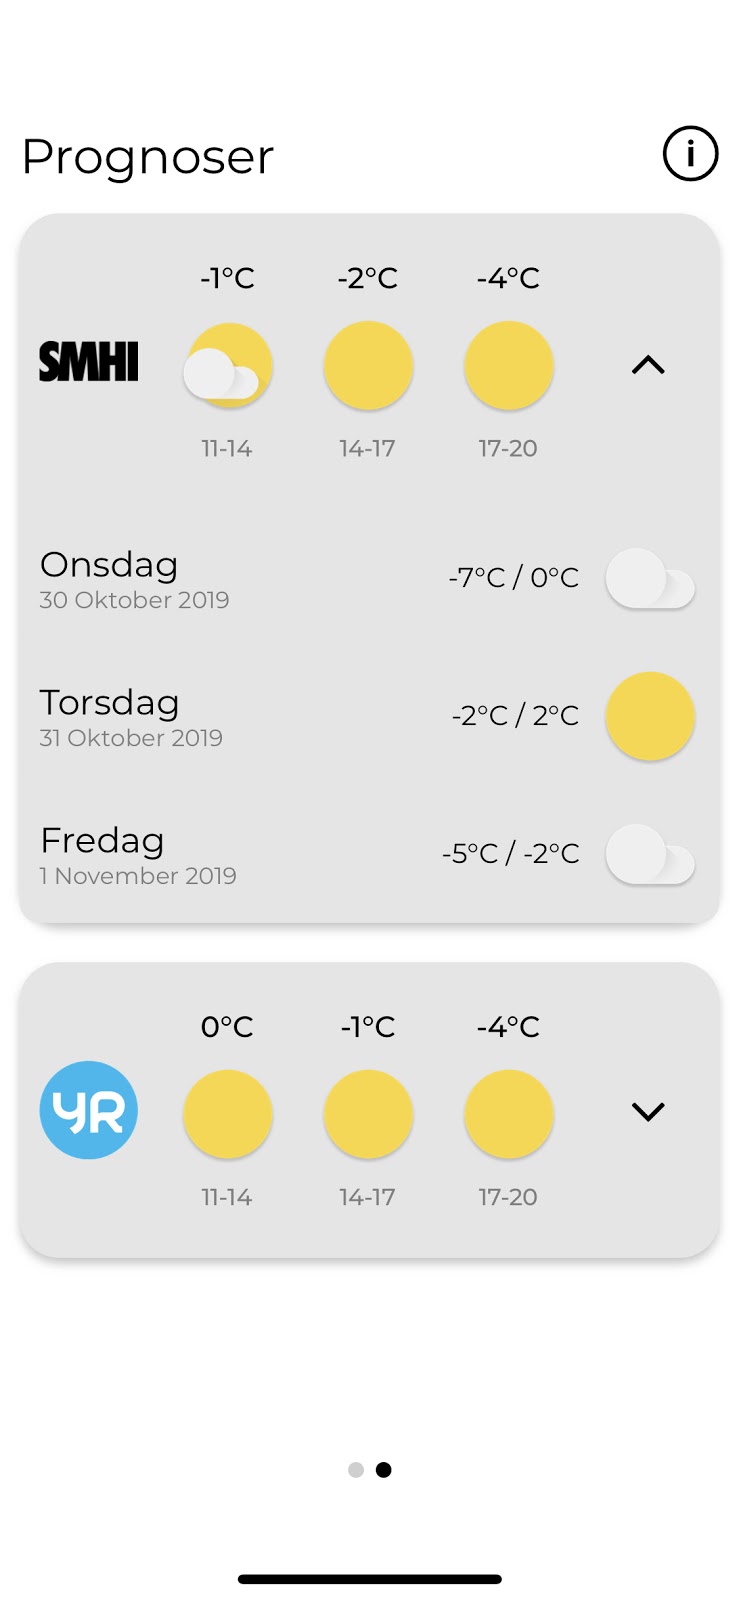 Prognoser
i
-1°C -2°C -4°C
SMHI
11-14 14-17 17-20
Onsdag
30 Oktober 2019
-7°C / 0°C
Torsdag
31 Oktober 2019
-2°C / 2°C
Fredag
1 November 2019
-5°C / -2°C
0°C -1°C -4°C
YR
11-14 14-17 17-20